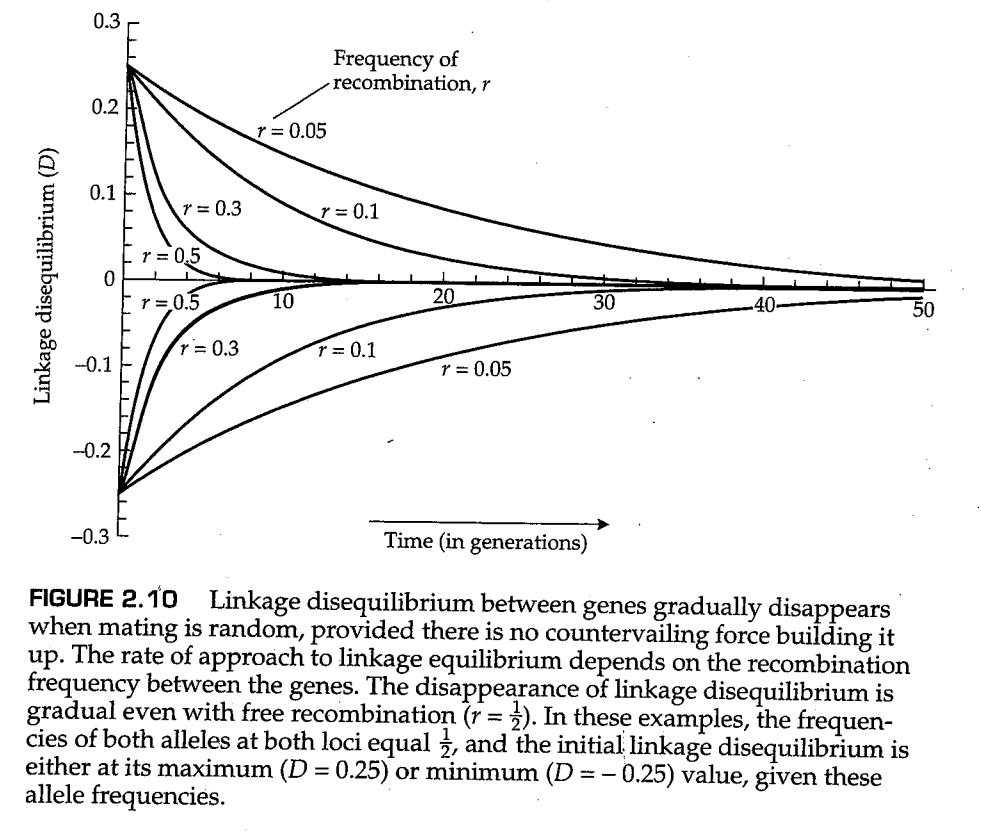 0.3
Frequency of
recombination, r
0.2
r = 0.05
Linkage disequilibrium (D)
0.1
r = 0.3
r = 0.1
r = 0.5
0
r = 0.5
10
20
30
40
50
r = 0.3
r = 0.1
–0.1
r = 0.05
–0.2
–0.3
Time (in generations)
FIGURE 2.10 Linkage disequilibrium between genes gradually disappears
when mating is random, provided there is no countervailing force building it
up. The rate of approach to linkage equilibrium depends on the recombination
frequency between the genes. The disappearance of linkage disequilibrium is
gradual even with free recombination (r = ½). In these examples, the frequen-
cies of both alleles at both loci equal ½, and the initial linkage disequilibrium is
either at its maximum (D = 0.25) or minimum (D = – 0.25) value, given these
allele frequencies.